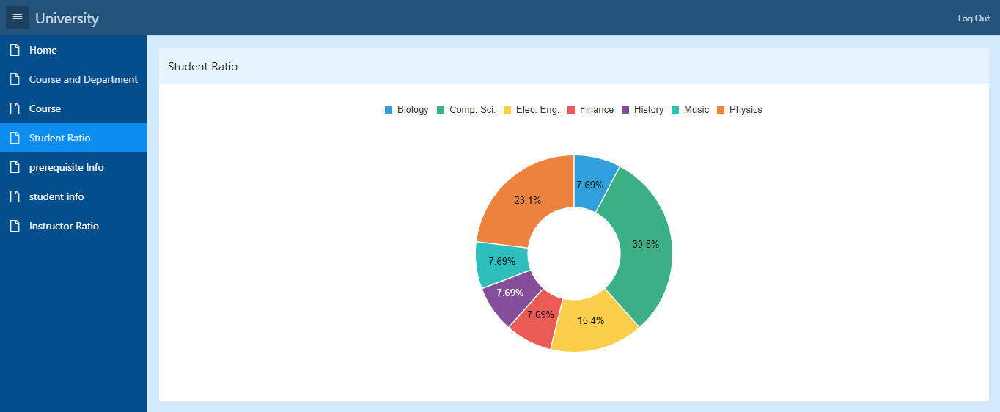 University
Log Out
Home
Course and Department
Course
Student Ratio
prerequisite Info
student info
Instructor Ratio
Student Ratio
Biology Comp. Sci. Elec. Eng. Finance History Music Physics
7.69%
23.1%
30.8%
7.69%
7.69%
7.69%
15.4%